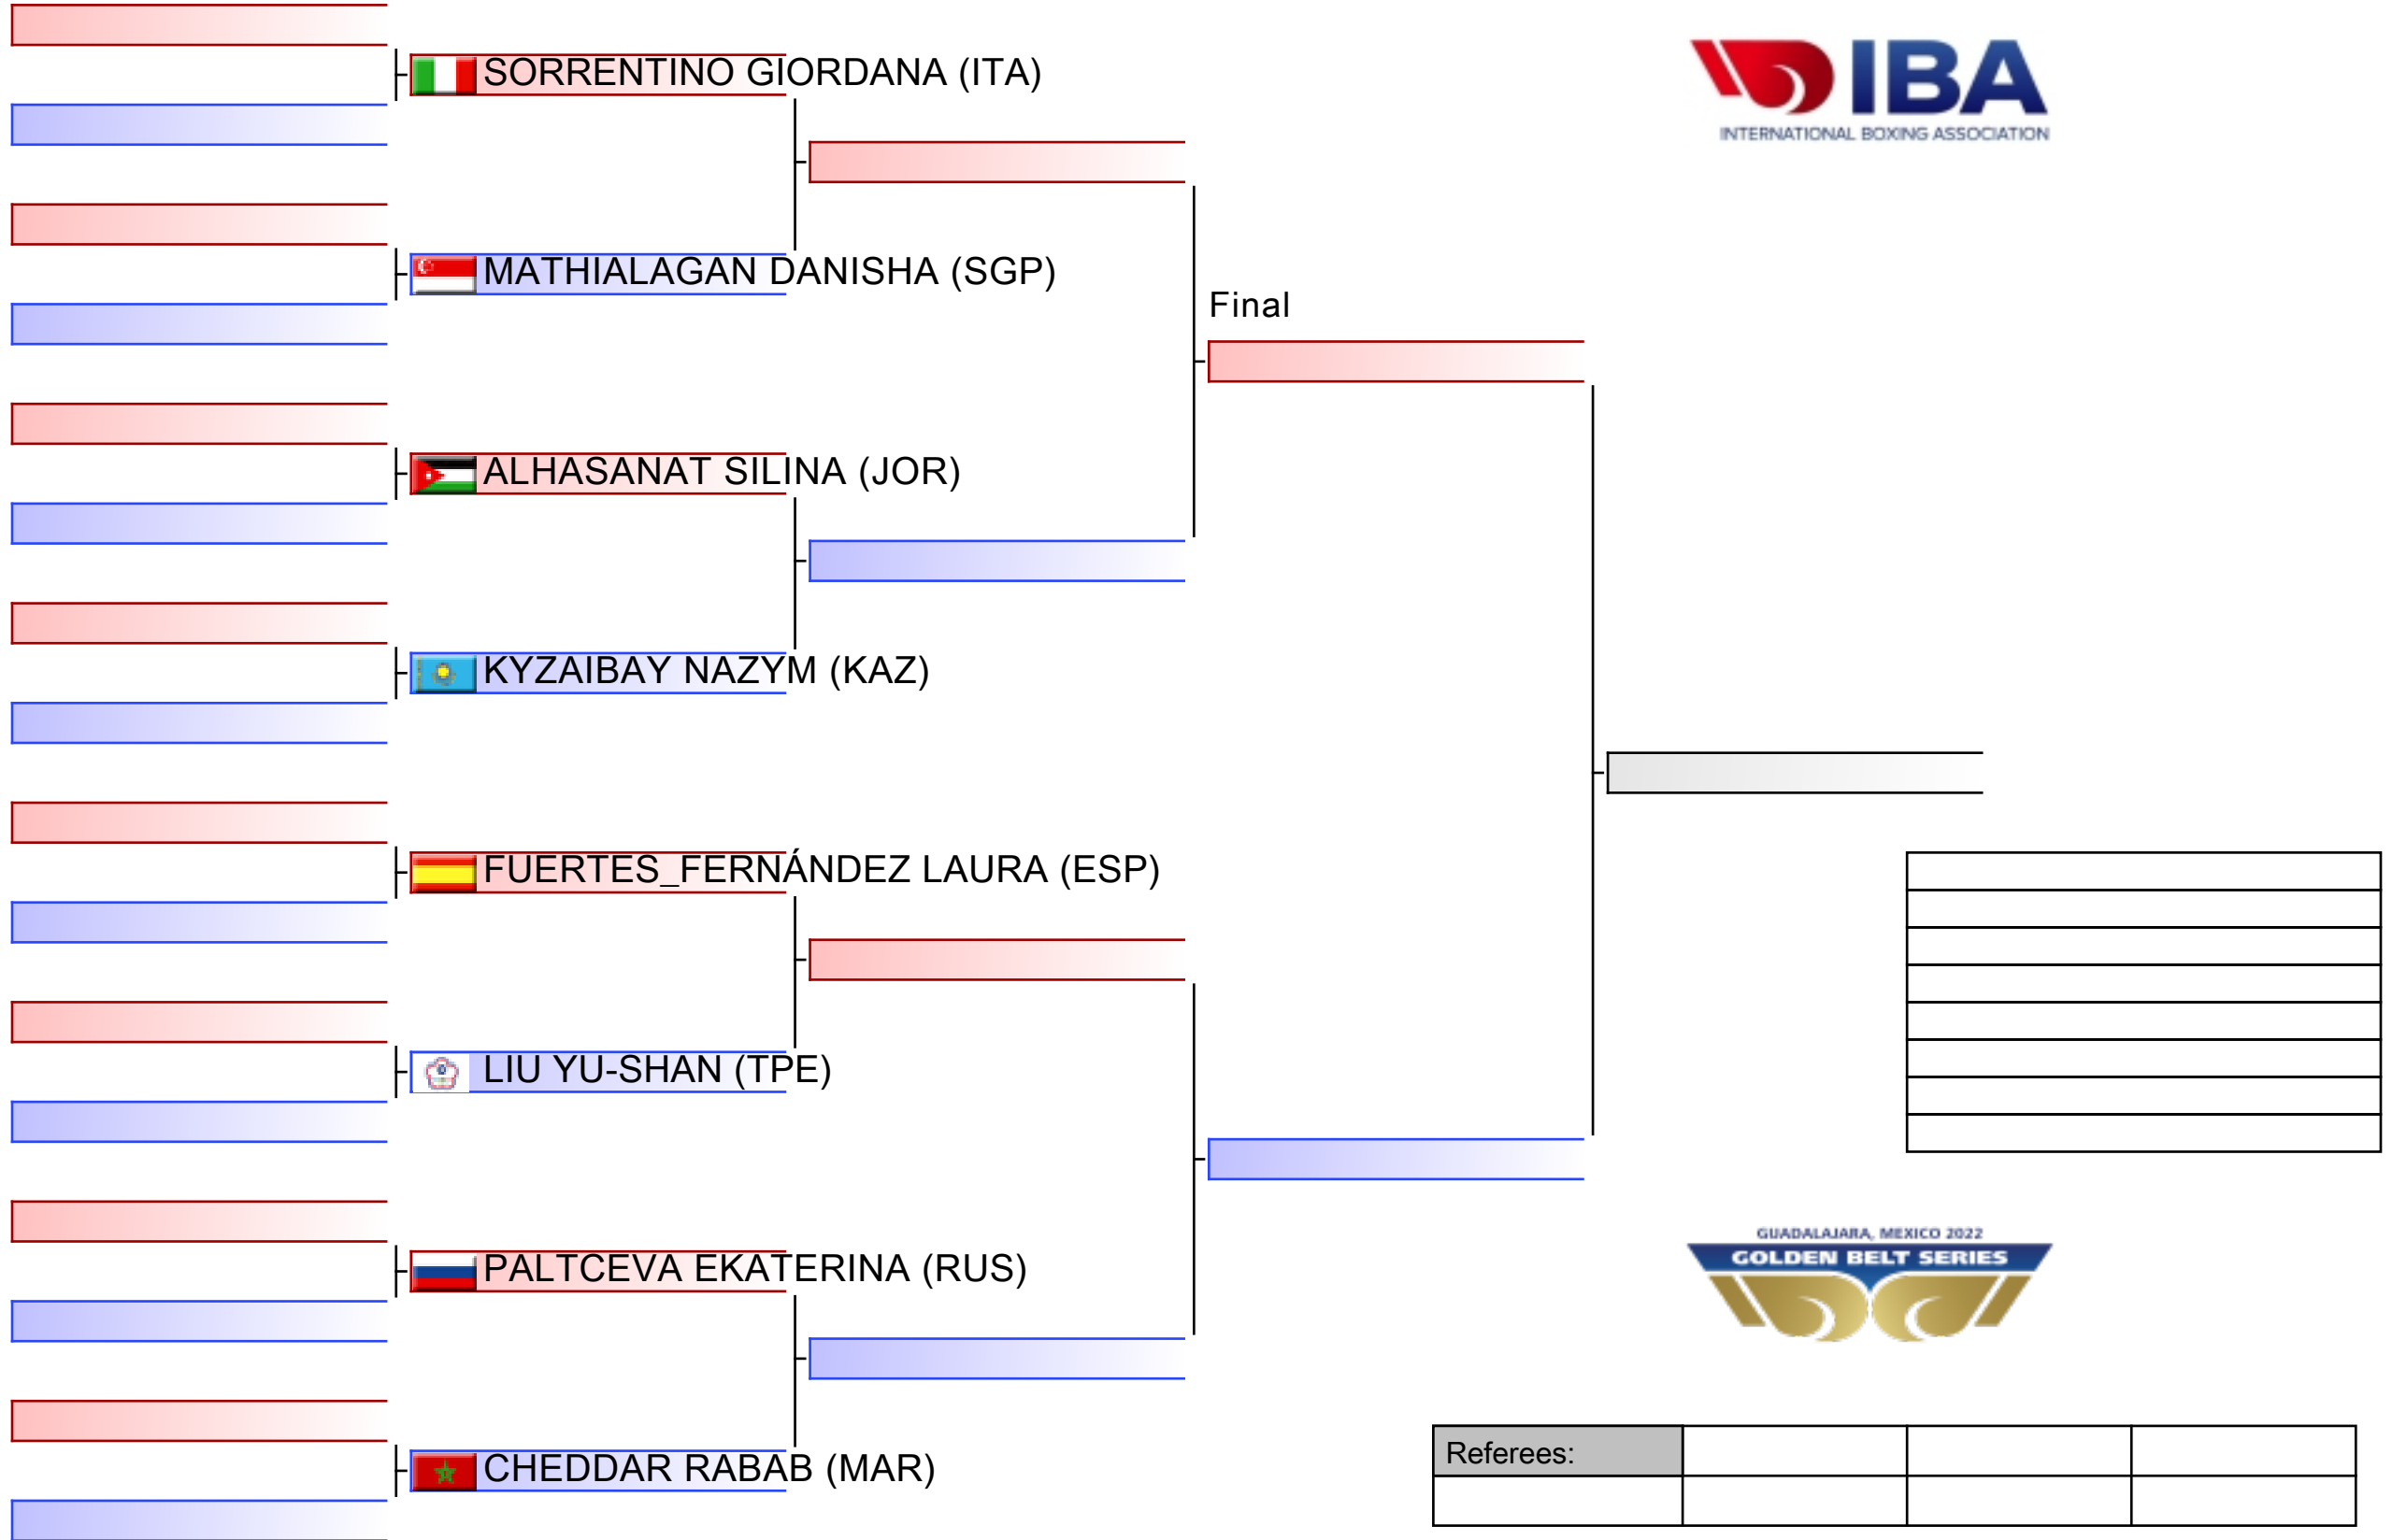 SORRENTINO GIORDANA (ITA)
IBA
INTERNATIONAL BOXING ASSOCIATION
MATHIALAGAN DANISHA (SGP)
Final
ALHASANAT SILINA (JOR)
KYZAIBAY NAZYM (KAZ)
FUERTES_FERNÁNDEZ LAURA (ESP)
LIU YU-SHAN (TPE)
GUADALAJARA, MEXICO 2022
GOLDEN BELT SERIES
PALTCEVA EKATERINA (RUS)
CHEDDAR RABAB (MAR)
Referees: